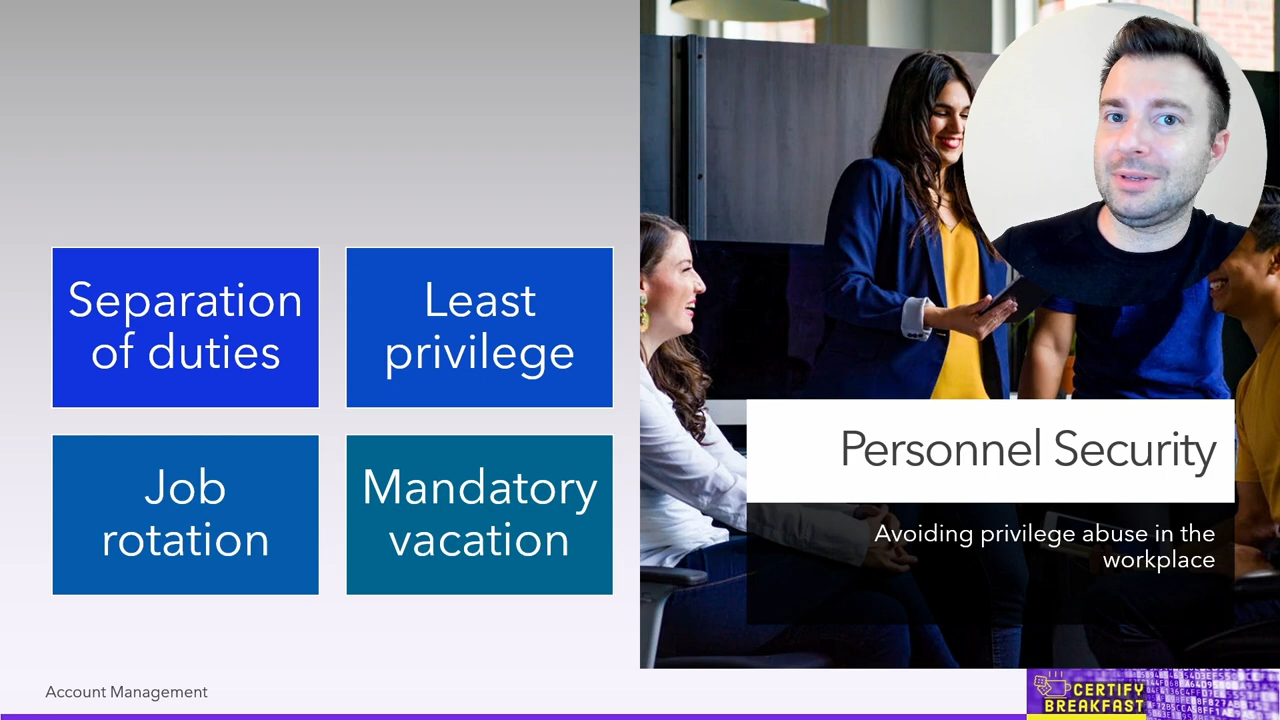 Separation
of duties
Least
privilege
Job
rotation
Mandatory
vacation
Personnel Security
Avoiding privilege abuse in the
workplace
Account Management
CERTIFY
BREAKFAST